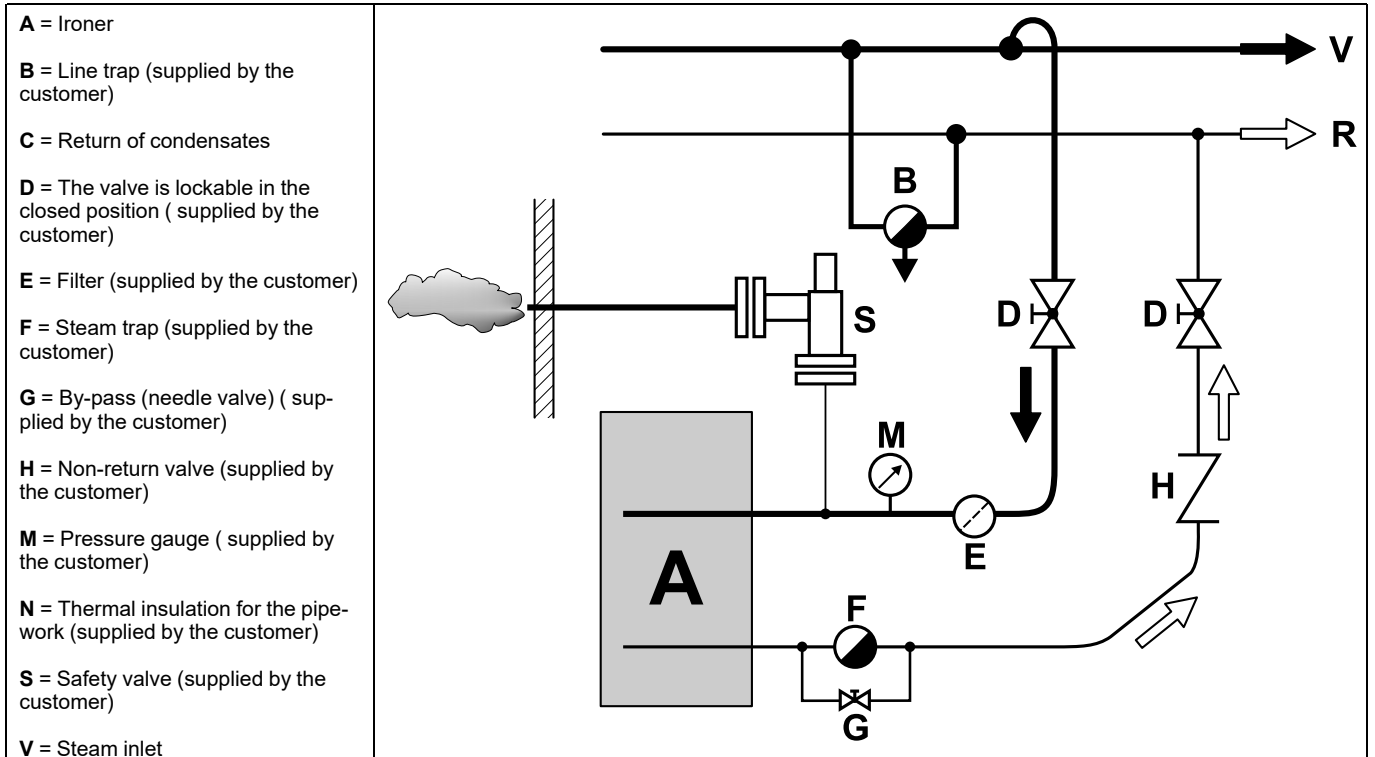 A = Ironer
B = Line trap (supplied by the
customer)
C = Return of condensates
D = The valve is lockable in the
closed position ( supplied by the
customer)
E = Filter (supplied by the customer)
F = Steam trap (supplied by the
customer)
G = By-pass (needle valve) ( sup-
plied by the customer)
H = Non-return valve (supplied by
the customer)
M = Pressure gauge ( supplied by
the customer)
N = Thermal insulation for the pipe-
work (supplied by the customer)
S = Safety valve (supplied by the
customer)
V = Steam inlet
V
R
B
S
D
D
M
H
E
A
F
G